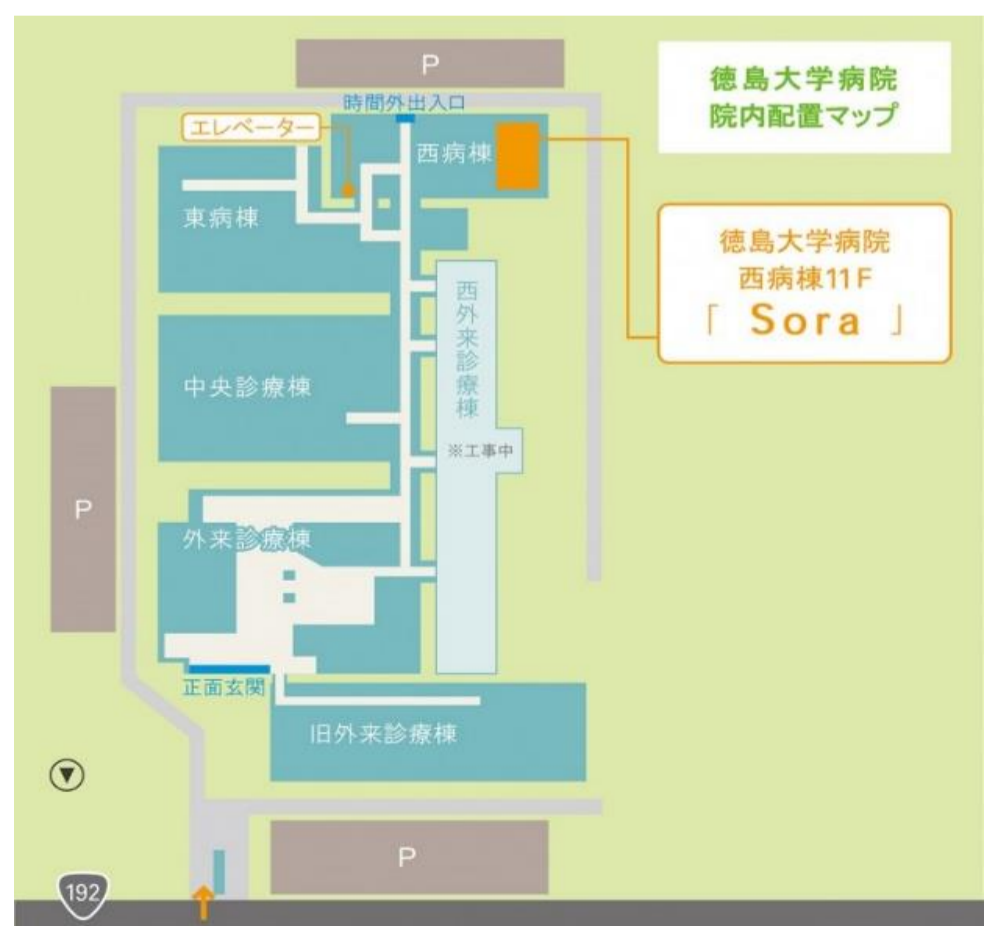 P
時間外出入口
エレベーター
西病棟
徳島大学病院
院内配置マップ
東病棟
徳島大学病院
西病棟11F
「 Sora 」
西外来診療棟
※工事中
中央診療棟
P
外来診療棟
正面玄関
旧外来診療棟
P
192